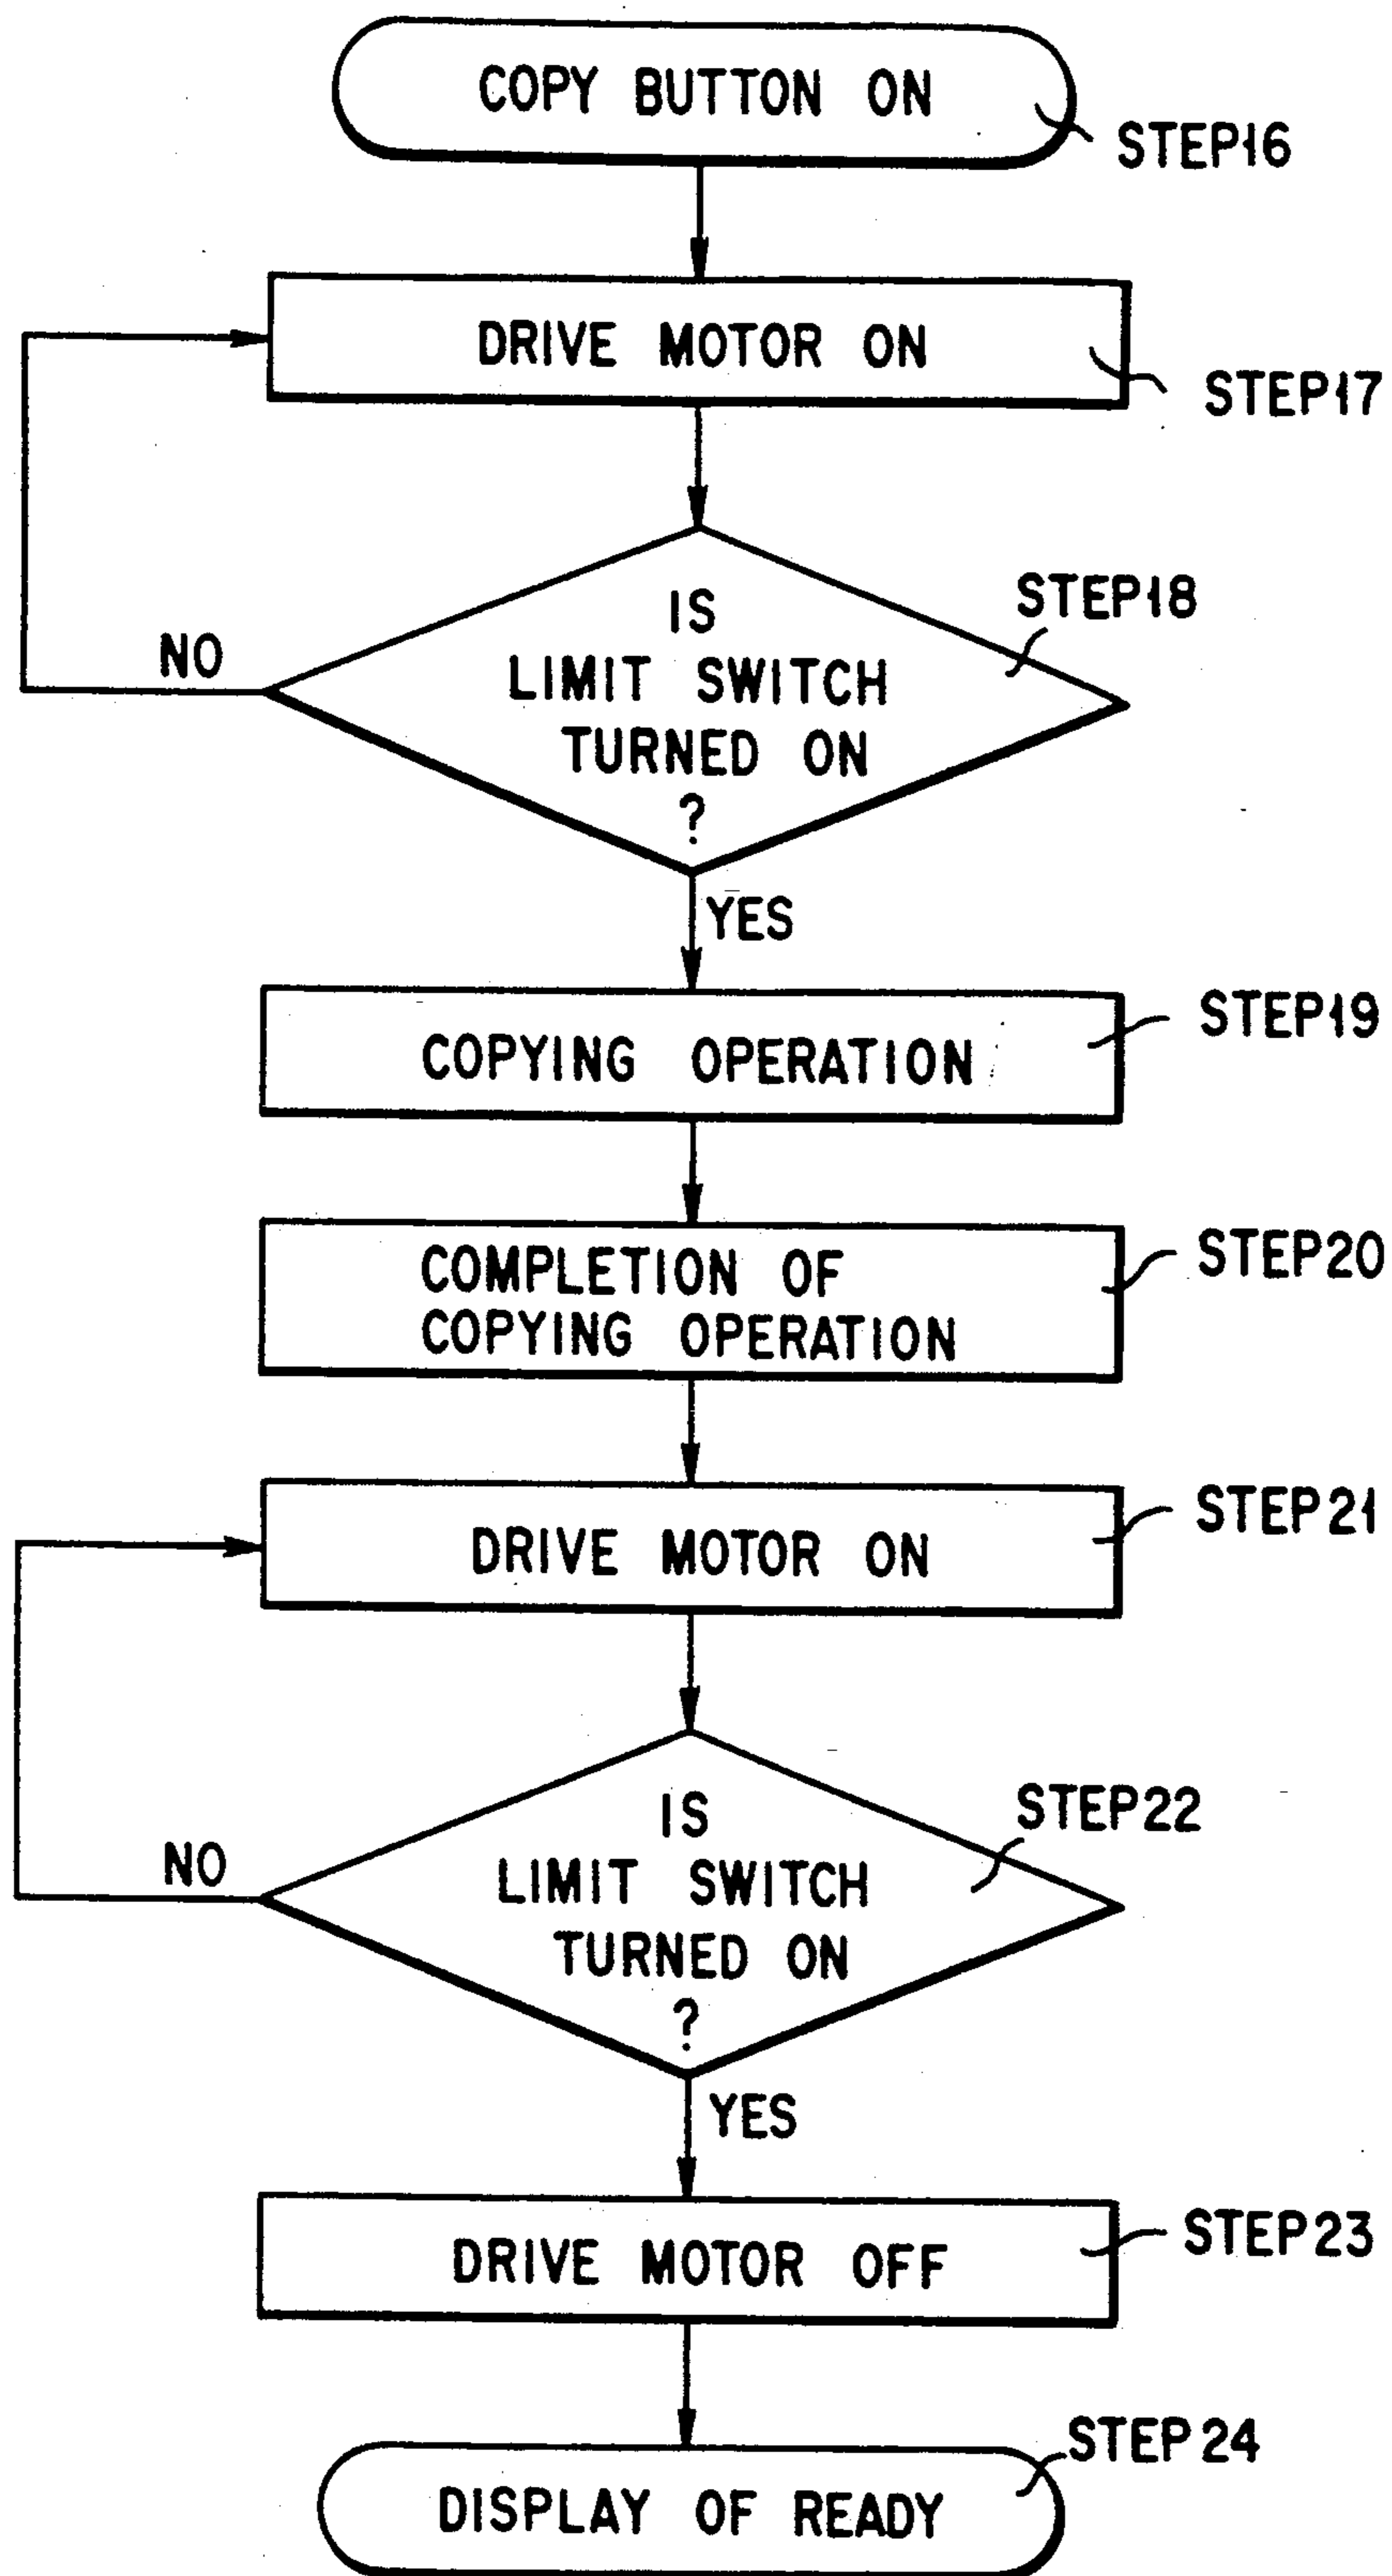 COPY BUTTON ON
STEP16
DRIVE MOTOR ON
STEP17
STEP18
IS
LIMIT SWITCH
TURNED ON
?
NO
YES
STEP19
COPYING OPERATION
STEP20
COMPLETION OF
COPYING OPERATION
STEP21
DRIVE MOTOR ON
STEP22
IS
LIMIT SWITCH
TURNED ON
?
NO
YES
STEP23
DRIVE MOTOR OFF
STEP24
DISPLAY OF READY